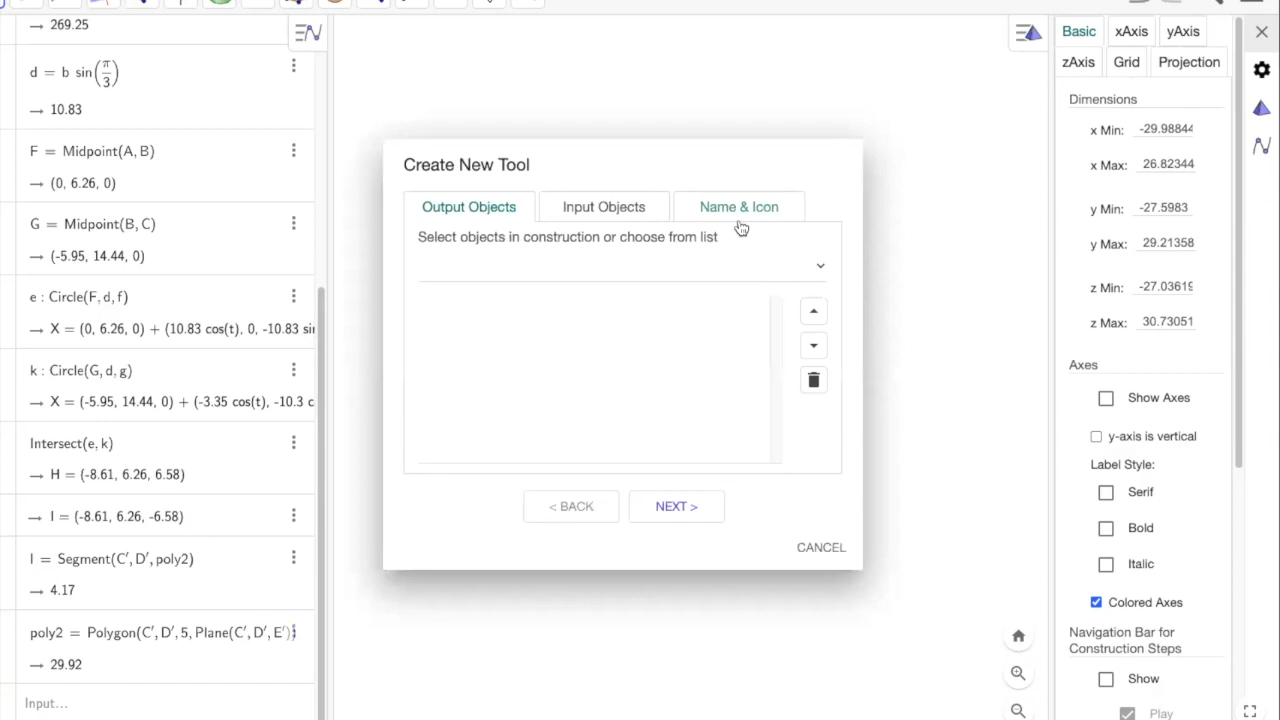 269.25
d = b sin(π/3)
→ 10.83
F = Midpoint(A, B)
→ (0, 6.26, 0)
G = Midpoint(B, C)
→ (-5.95, 14.44, 0)
e : Circle(F, d, f)
→ X = (0, 6.26, 0) + (10.83 cos(t), 0, -10.83 sin
k : Circle(G, d, g)
→ X = (-5.95, 14.44, 0) + (-3.35 cos(t), -10.3 c
Intersect(e, k)
→ H = (-8.61, 6.26, 6.58)
→ I = (-8.61, 6.26, -6.58)
l = Segment(C′, D′, poly2)
→ 4.17
poly2 = Polygon(C′, D′, 5, Plane(C′, D′, E′))
→ 29.92
Input...
Create New Tool
Output Objects
Input Objects
Name & Icon
Select objects in construction or choose from list
< BACK
NEXT >
CANCEL
Basic
xAxis
yAxis
zAxis
Grid
Projection
Dimensions
x Min: -29.98844
x Max: 26.82344
y Min: -27.5983
y Max: 29.21358
z Min: -27.03619
z Max: 30.73051
Axes
Show Axes
y-axis is vertical
Label Style:
Serif
Bold
Italic
Colored Axes
Navigation Bar for
Construction Steps
Show
Play